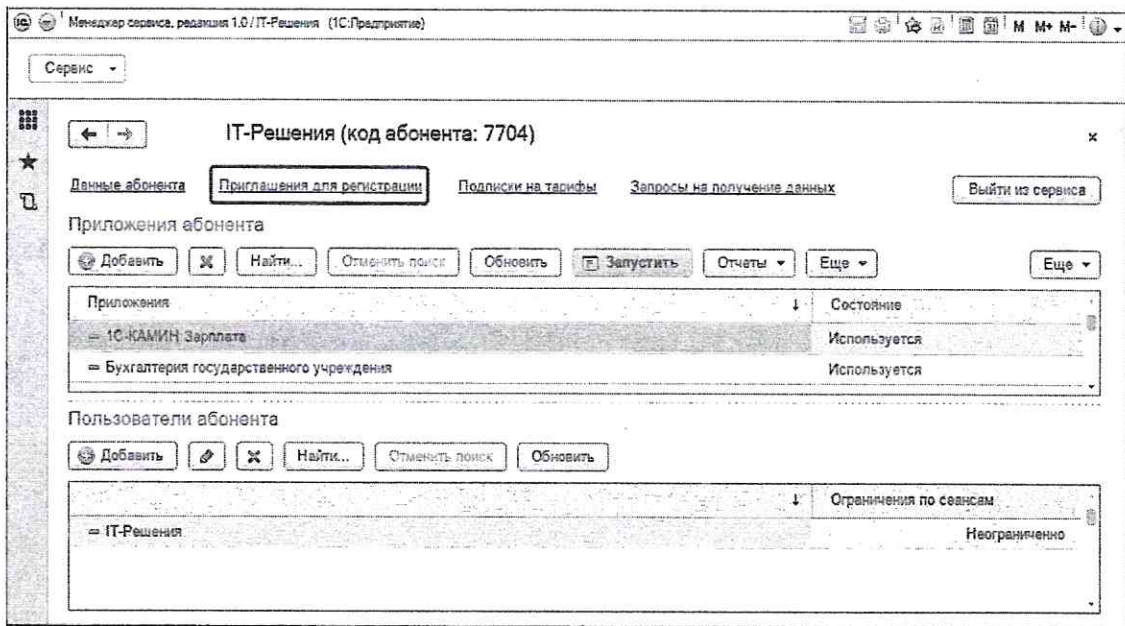 Менеджер сервиса, редакция 1.0 / IT-Решения (1С:Предприятие)
M M+ M-
Сервис
IT-Решения (код абонента: 7704)
Данные абонента Приглашения для регистрации Подписки на тарифы Запросы на получение данных Выйти из сервиса
Приложения абонента
Добавить Найти... Отменить поиск Обновить Запустить Отчеты Еще Еще
Приложения Состояние
1С-КАМИН Зарплата Используется
Бухгалтерия государственного учреждения Используется
Пользователи абонента
Добавить Найти... Отменить поиск Обновить
Ограничения по сеансам
IT-Решения Неограниченно